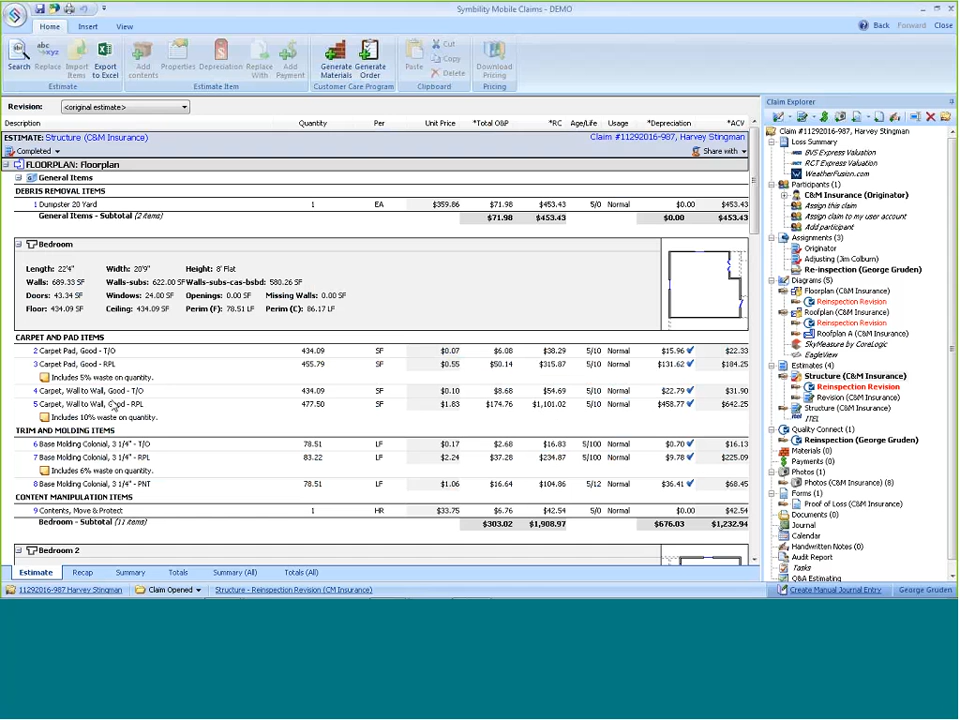 Symbility Mobile Claims - DEMO
Home Insert View
Back Forward Close
Search Replace Import Items Export to Excel Add contents Properties Depreciation Replace With Add Payment Generate Materials Generate Order Paste Cut Copy Delete Download Pricing
Estimate Estimate Item Customer Care Program Clipboard Pricing
Revision: <original estimate>
Description Quantity Per Unit Price *Total O&P *RC Age/Life Usage *Depreciation *ACV
ESTIMATE: Structure (C&M Insurance) Claim #11292016-987, Harvey Stingman
Completed Share with
FLOORPLAN: Floorplan
General Items
DEBRIS REMOVAL ITEMS
1 Dumpster 20 Yard 1 EA $359.86 $71.98 $453.43 5/0 Normal $0.00 $453.43
General Items - Subtotal (2 items) $71.98 $453.43 $0.00 $453.43
Bedroom
Length: 22'4" Width: 20'9" Height: 8' Flat
Walls: 689.33 SF Walls-subs: 622.00 SF Walls-subs-cas-bsbd: 580.26 SF
Doors: 43.34 SF Windows: 24.00 SF Openings: 0.00 SF Missing Walls: 0.00 SF
Floor: 434.09 SF Ceiling: 434.09 SF Perim (F): 78.51 LF Perim (C): 86.17 LF
CARPET AND PAD ITEMS
2 Carpet Pad, Good - T/O 434.09 SF $0.07 $6.08 $38.29 5/10 Normal $15.96 $22.33
3 Carpet Pad, Good - RPL 455.79 SF $0.55 $50.14 $315.87 5/10 Normal $131.62 $184.25
Includes 5% waste on quantity.
4 Carpet, Wall to Wall, Good - T/O 434.09 SF $0.10 $8.68 $54.69 5/10 Normal $22.79 $31.90
5 Carpet, Wall to Wall, Good - RPL 477.50 SF $1.83 $174.76 $1,101.02 5/10 Normal $458.77 $642.25
Includes 10% waste on quantity.
TRIM AND MOLDING ITEMS
6 Base Molding Colonial, 3 1/4" - T/O 78.51 LF $0.17 $2.68 $16.83 5/100 Normal $0.70 $16.13
7 Base Molding Colonial, 3 1/4" - RPL 83.22 LF $2.24 $37.28 $234.87 5/100 Normal $9.78 $225.09
Includes 6% waste on quantity.
8 Base Molding Colonial, 3 1/4" - PNT 78.51 LF $1.06 $16.64 $104.86 5/12 Normal $36.41 $68.45
CONTENT MANIPULATION ITEMS
9 Contents, Move & Protect 1 HR $33.75 $6.76 $42.54 5/0 Normal $0.00 $42.54
Bedroom - Subtotal (11 items) $303.02 $1,908.97 $676.03 $1,232.94
Bedroom 2
Estimate Recap Summary Totals Summary (All) Totals (All)
11292016-987 Harvey Stingman Claim Opened Structure - Reinspection Revision (CM Insurance) Create Manual Journal Entry George Gruden
Claim Explorer
Claim #11292016-987, Harvey Stingman
Loss Summary
BVS Express Valuation
RCT Express Valuation
WeatherFusion.com
Participants (1)
C&M Insurance (Originator)
Assign this claim
Assign claim to my user account
Add participant
Assignments (3)
Originator
Adjusting (Jim Colburn)
Re-inspection (George Gruden)
Diagrams (5)
Floorplan (C&M Insurance)
Reinspection Revision
Roofplan (C&M Insurance)
Reinspection Revision
Roofplan A (C&M Insurance)
SkyMeasure by CoreLogic
EagleView
Estimates (4)
Structure (C&M Insurance)
Reinspection Revision
Revision (C&M Insurance)
Structure (C&M Insurance)
ITEL
Quality Connect (1)
Reinspection (George Gruden)
Materials (0)
Payments (0)
Photos (1)
Photos (C&M Insurance) (8)
Forms (1)
Proof of Loss (C&M Insurance)
Documents (0)
Journal
Calendar
Handwritten Notes (0)
Audit Report
Tasks
Q&A Estimating